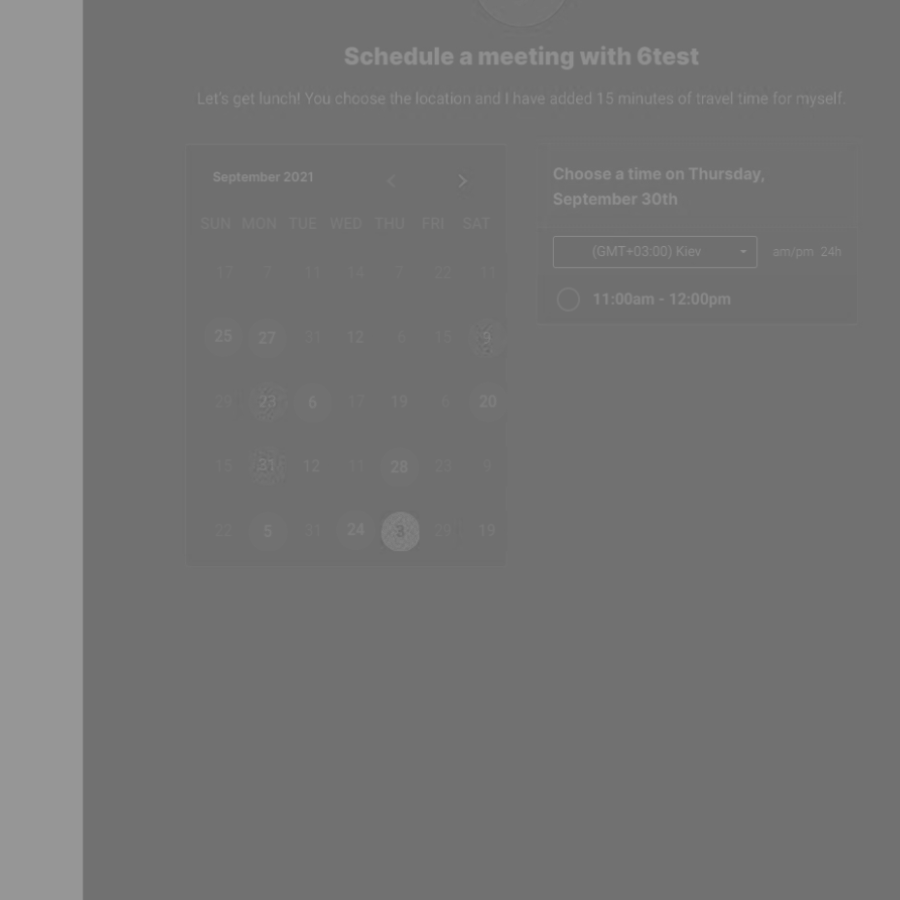 Schedule a meeting with 6test
Let's get lunch! You choose the location and I have added 15 minutes of travel time for myself.
September 2021
SUN MON TUE WED THU FRI SAT
17 7 11 14 7 22 11
25 27 31 12 6 15 9
20 23 6 17 19 6 20
15 31 12 11 28 23 9
22 5 31 24 3 29 19
Choose a time on Thursday,
September 30th
(GMT+03:00) Kiev am/pm 24h
11:00am - 12:00pm